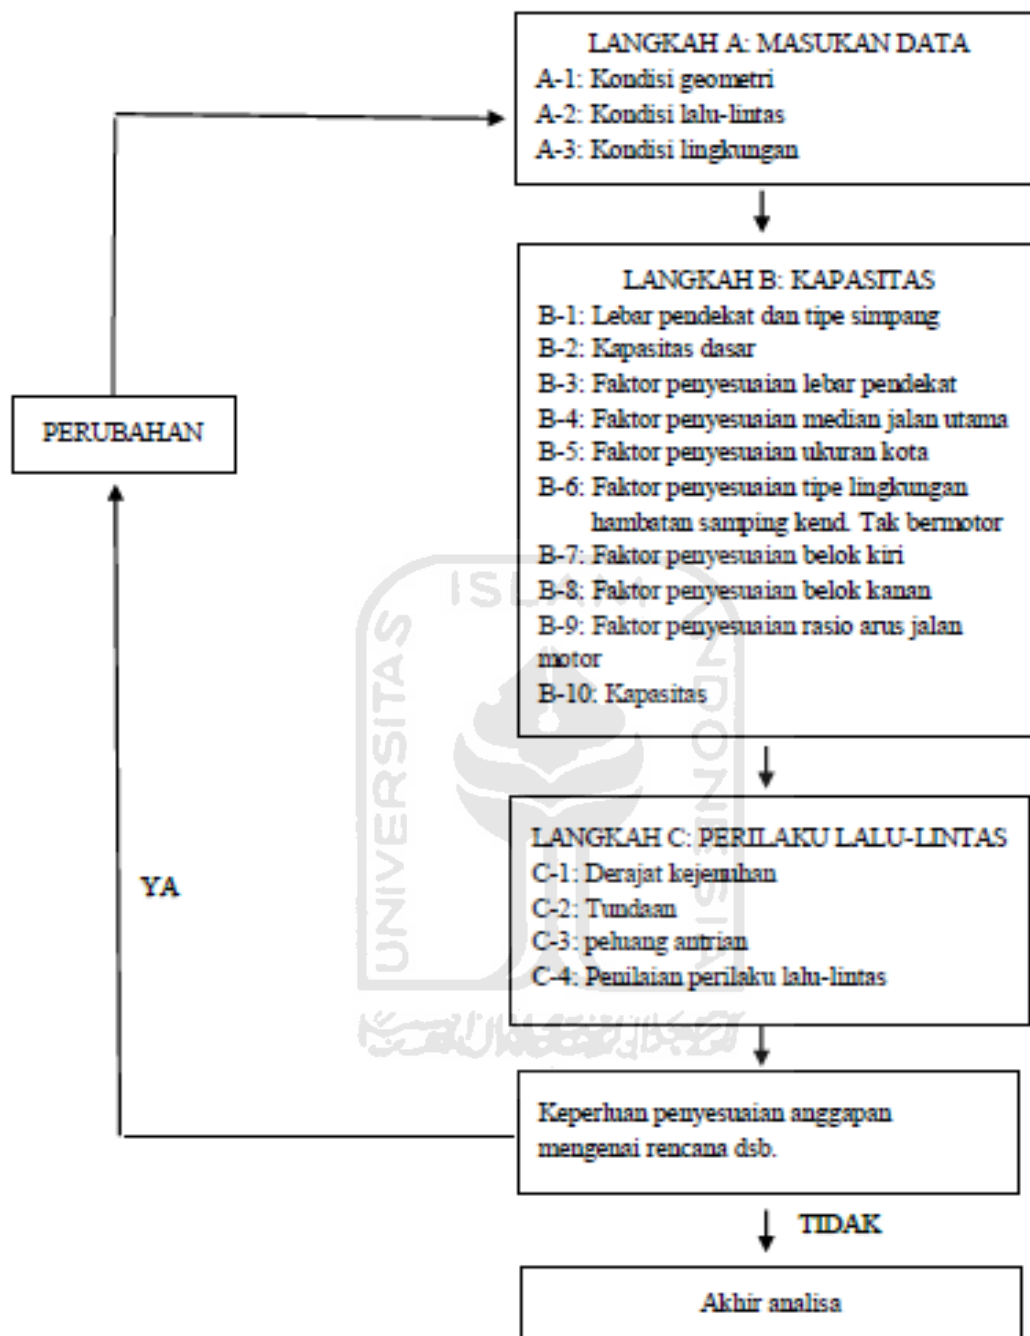 LANGKAH A: MASUKAN DATA
A-1: Kondisi geometri
A-2: Kondisi lalu-lintas
A-3: Kondisi lingkungan
LANGKAH B: KAPASITAS
B-1: Lebar pendekat dan tipe simpang
B-2: Kapasitas dasar
B-3: Faktor penyesuaian lebar pendekat
B-4: Faktor penyesuaian median jalan utama
B-5: Faktor penyesuaian ukuran kota
B-6: Faktor penyesuaian tipe lingkungan
hambatan samping kend. Tak bermotor
B-7: Faktor penyesuaian belok kiri
B-8: Faktor penyesuaian belok kanan
B-9: Faktor penyesuaian rasio arus jalan
motor
B-10: Kapasitas
PERUBAHAN
LANGKAH C: PERILAKU LALU-LINTAS
C-1: Derajat kejenuhan
C-2: Tundaan
C-3: peluang antrian
C-4: Penilaian perilaku lalu-lintas
YA
Keperluan penyesuaian anggapan
mengenai rencana dsb.
TIDAK
Akhir analisa
UNIVERSITAS
ISLAM
INDONESIA